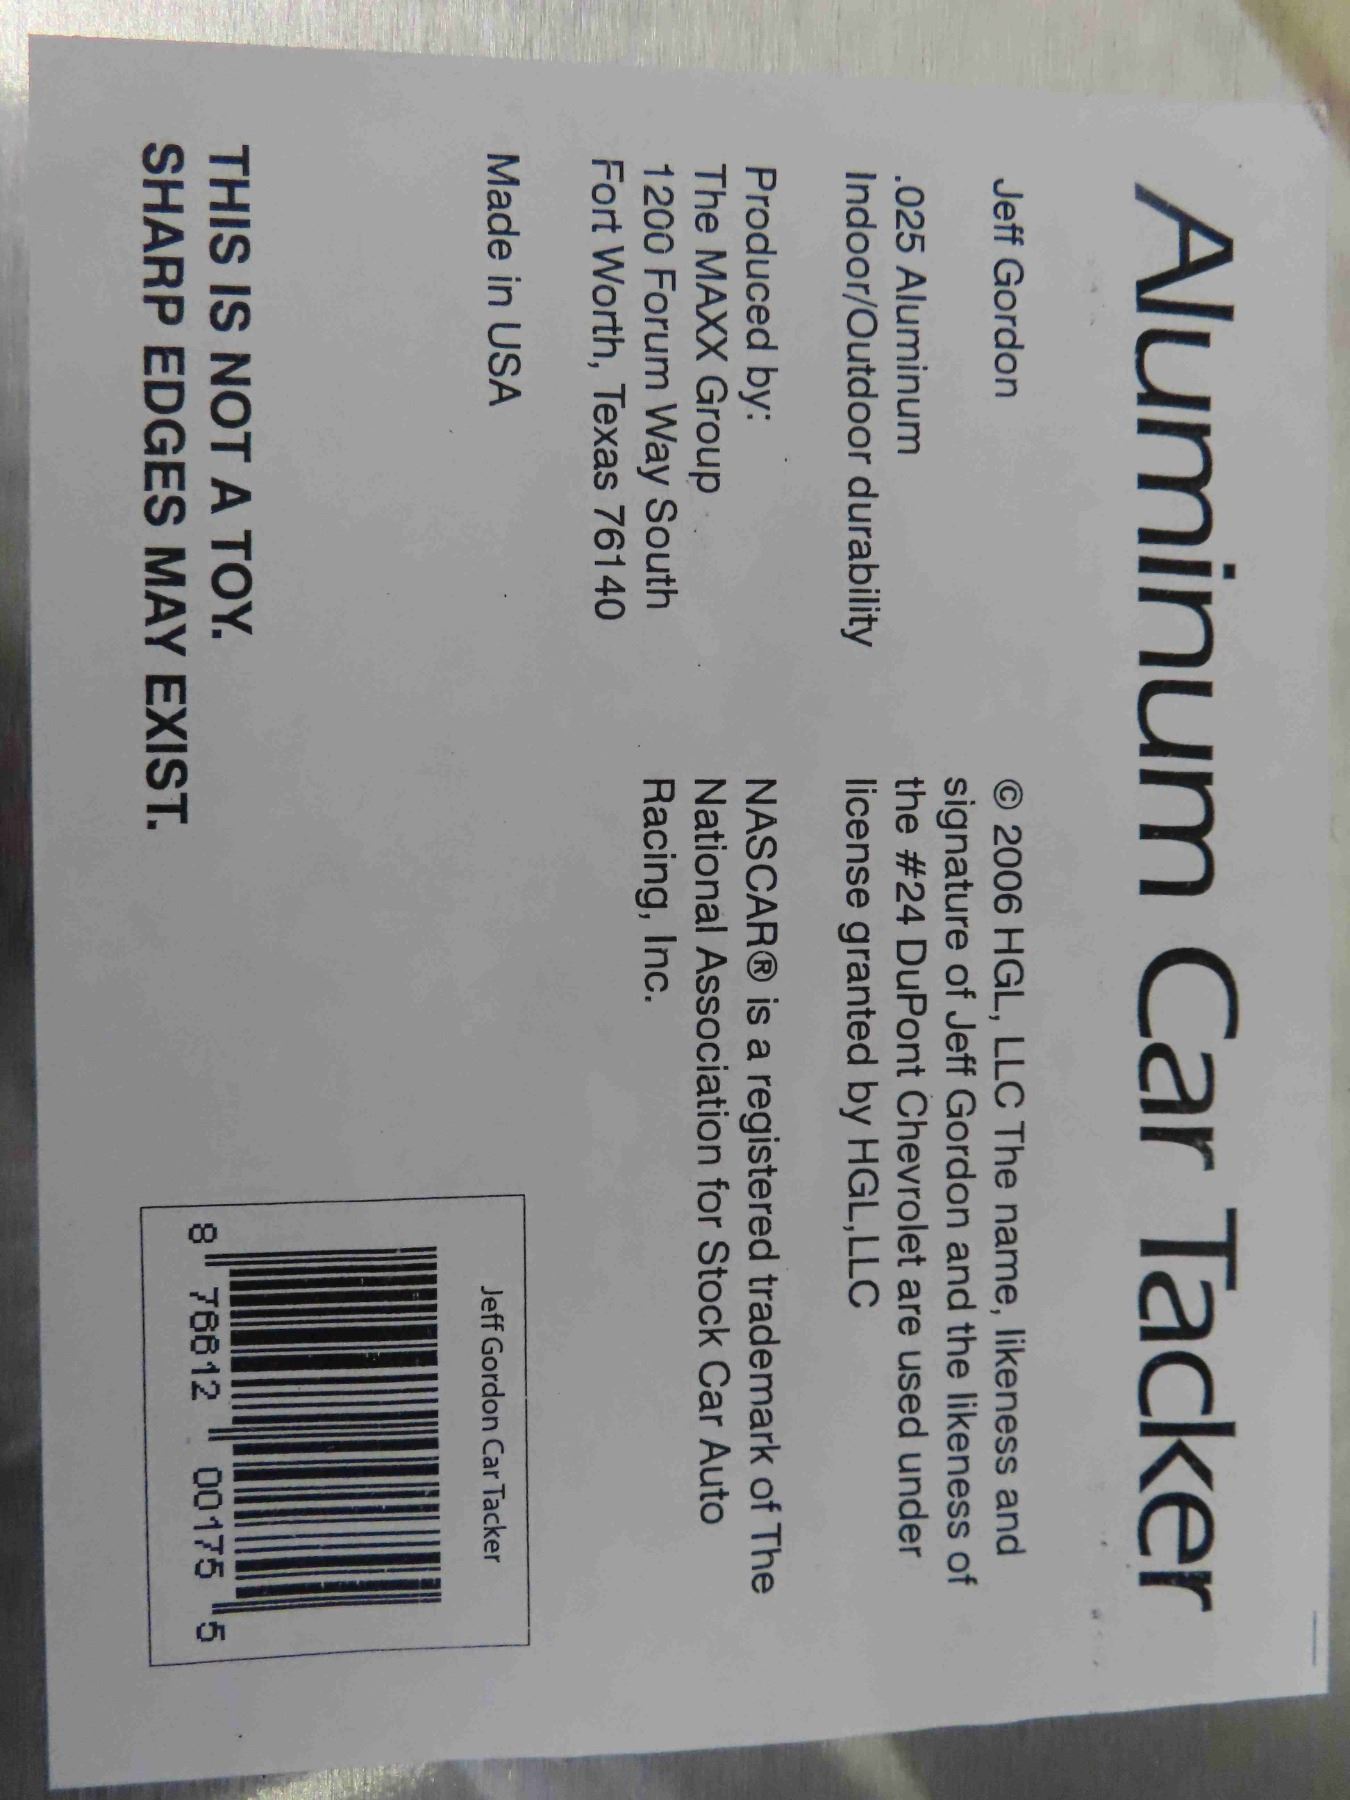 Aluminum Car Tacker
Jeff Gordon
.025 Aluminum
Indoor/Outdoor durability
Produced by:
The MAXX Group
1200 Forum Way South
Fort Worth, Texas 76140
Made in USA
THIS IS NOT A TOY.
SHARP EDGES MAY EXIST.
© 2006 HGL, LLC The name, likeness and
signature of Jeff Gordon and the likeness of
the #24 DuPont Chevrolet are used under
license granted by HGL,LLC
NASCAR® is a registered trademark of The
National Association for Stock Car Auto
Racing, Inc.
Jeff Gordon Car Tacker
8 78612 00175 5